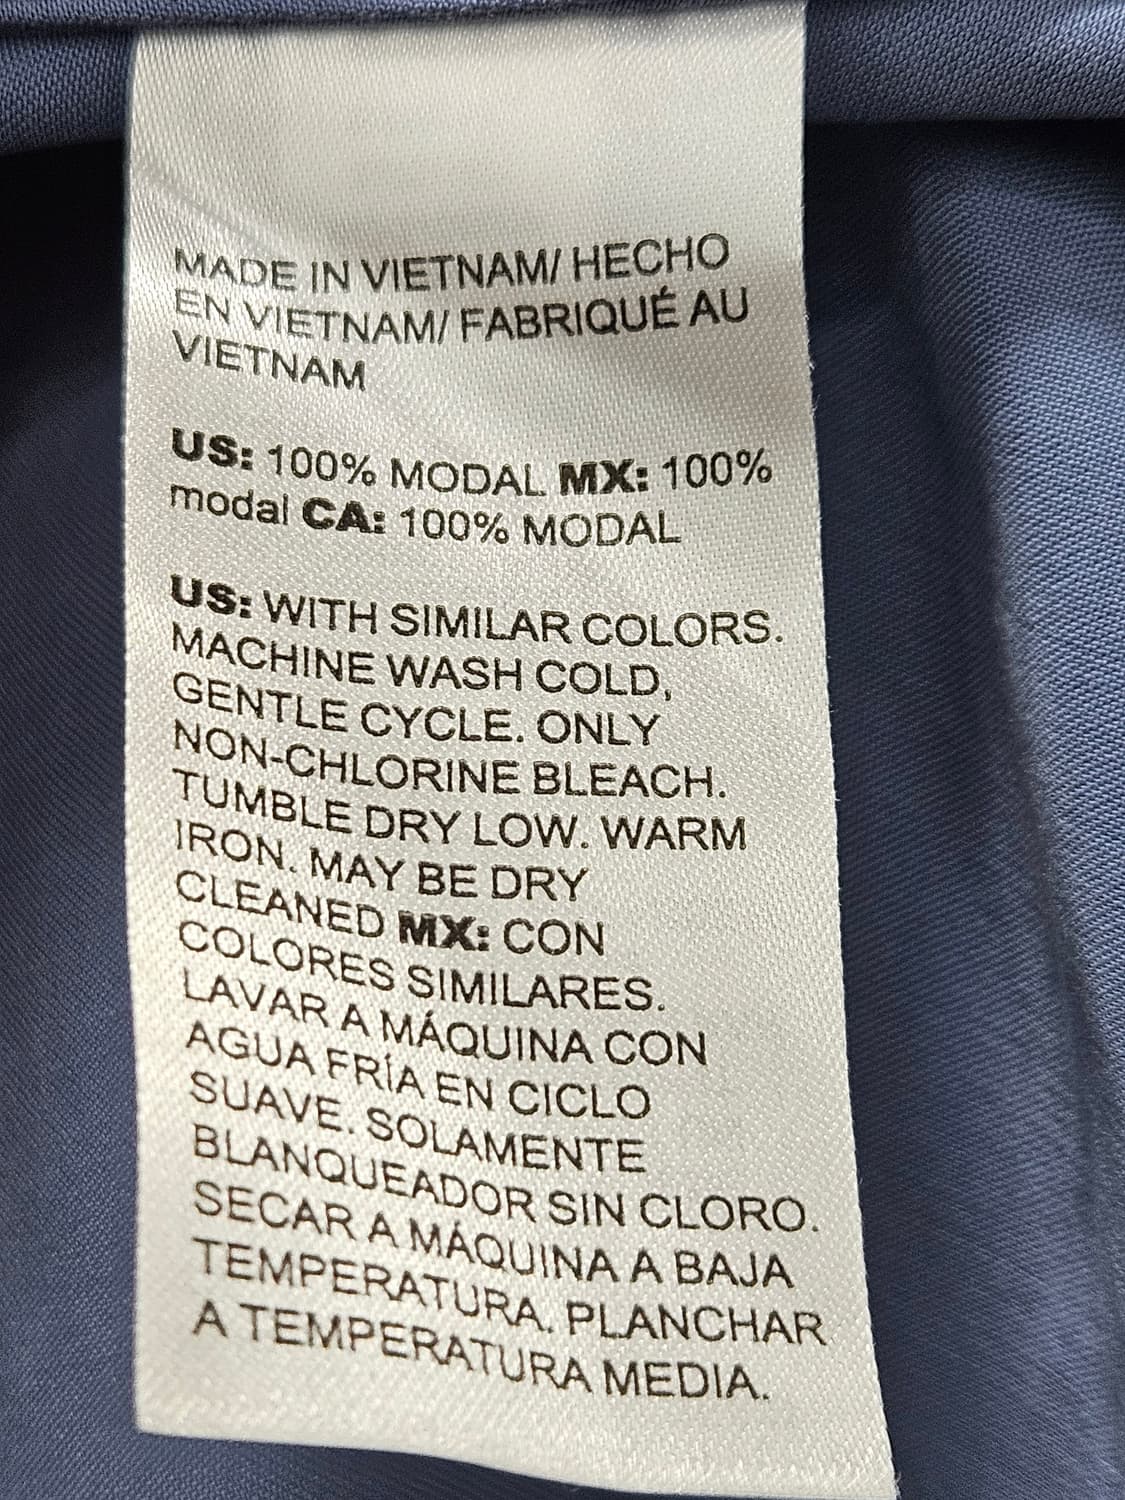 MADE IN VIETNAM/ HECHO
EN VIETNAM/ FABRIQUÉ AU
VIETNAM
US: 100% MODAL MX: 100%
modal CA: 100% MODAL
US: WITH SIMILAR COLORS.
MACHINE WASH COLD,
GENTLE CYCLE. ONLY
NON-CHLORINE BLEACH.
TUMBLE DRY LOW. WARM
IRON. MAY BE DRY
CLEANED MX: CON
COLORES SIMILARES.
LAVAR A MÁQUINA CON
AGUA FRÍA EN CICLO
SUAVE. SOLAMENTE
BLANQUEADOR SIN CLORO.
SECAR A MÁQUINA A BAJA
TEMPERATURA. PLANCHAR
A TEMPERATURA MEDIA.